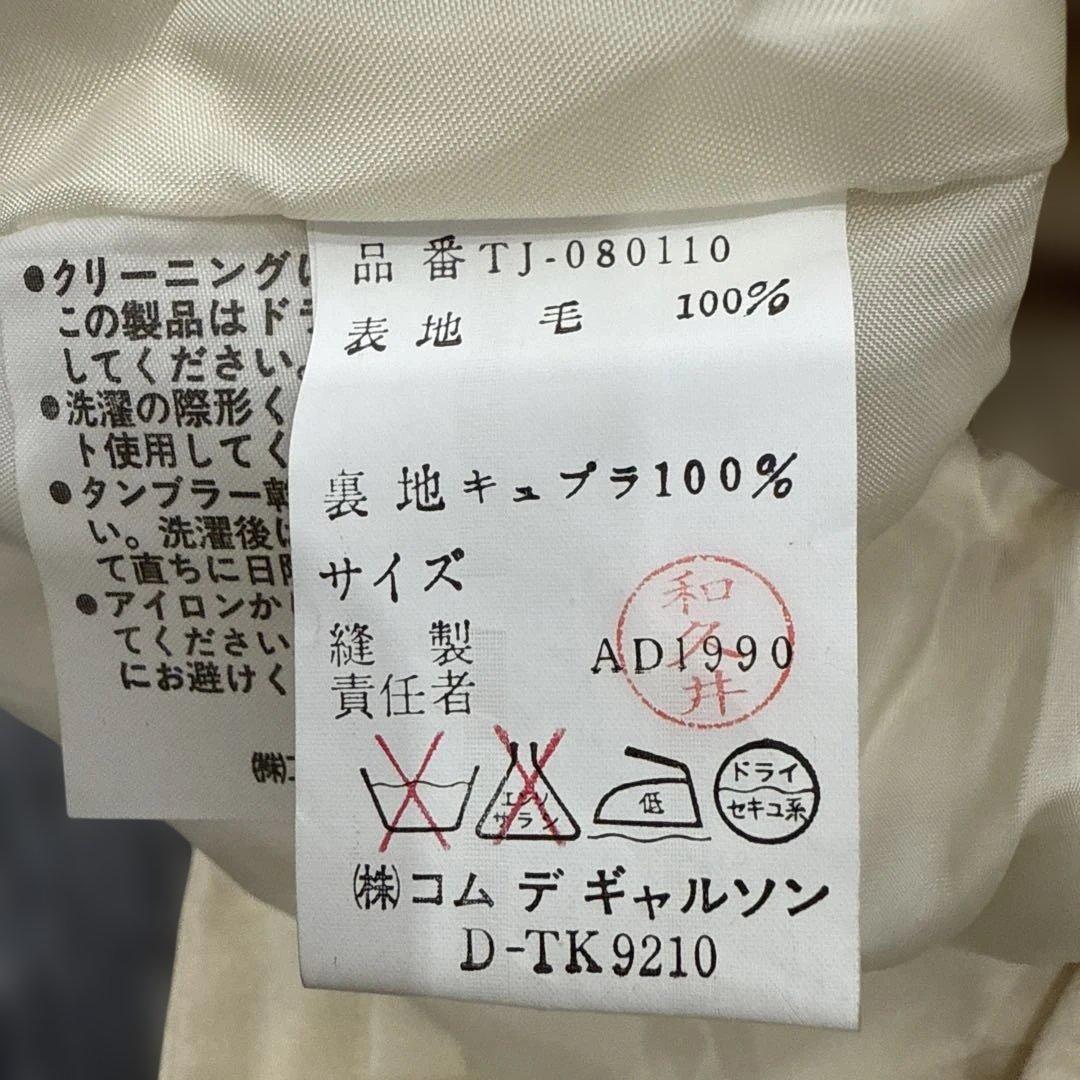 品番TJ-080110
表地 毛 100%
裏地キュプラ100%
サイズ
縫製
責任者
AD1990
和久井
エンソ
サラシ
低
ドライ
セキユ系
㈱コム デ ギャルソン
D-TK9210
●クリーニング
この製品はド
してください。
●洗濯の際形く
ト使用してく
●タンブラー乾
い。洗濯後は
て直ちに日陰
●アイロンか
てください
にお避けく
㈱